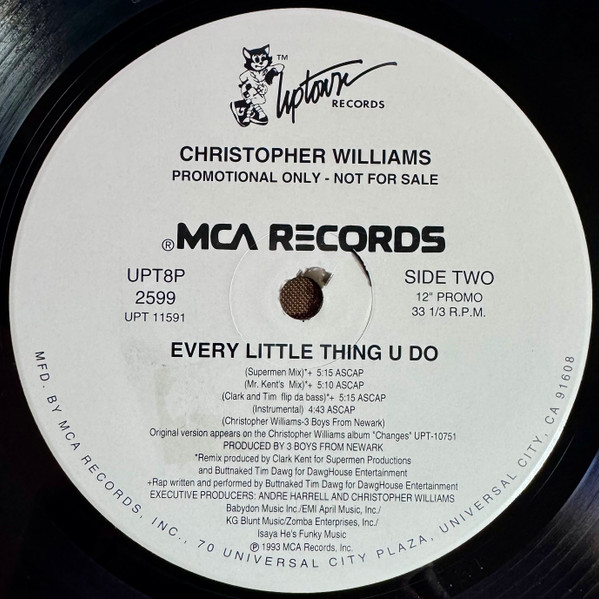 TM
Uptown
RECORDS
CHRISTOPHER WILLIAMS
PROMOTIONAL ONLY - NOT FOR SALE
®MCA RECORDS
UPT8P
2599
UPT 11591
SIDE TWO
12" PROMO
33 1/3 R.P.M.
EVERY LITTLE THING U DO
(Supermen Mix)*+ 5:15 ASCAP
(Mr. Kent's Mix)*+ 5:10 ASCAP
(Clark and Tim flip da bass)*+ 5:15 ASCAP
(Instrumental) 4:43 ASCAP
(Christopher Williams-3 Boys From Newark)
Original version appears on the Christopher Williams album "Changes" UPT-10751
PRODUCED BY 3 BOYS FROM NEWARK
*Remix produced by Clark Kent for Supermen Productions
and Buttnaked Tim Dawg for DawgHouse Entertainment
+Rap written and performed by Buttnaked Tim Dawg for DawgHouse Entertainment
EXECUTIVE PRODUCERS: ANDRE HARRELL AND CHRISTOPHER WILLIAMS
Babydon Music Inc./EMI April Music, Inc./
KG Blunt Music/Zomba Enterprises, Inc./
Isaya He's Funky Music
℗ 1993 MCA Records, Inc.
MFD. BY MCA RECORDS, INC., 70 UNIVERSAL CITY PLAZA, UNIVERSAL CITY, CA 91608